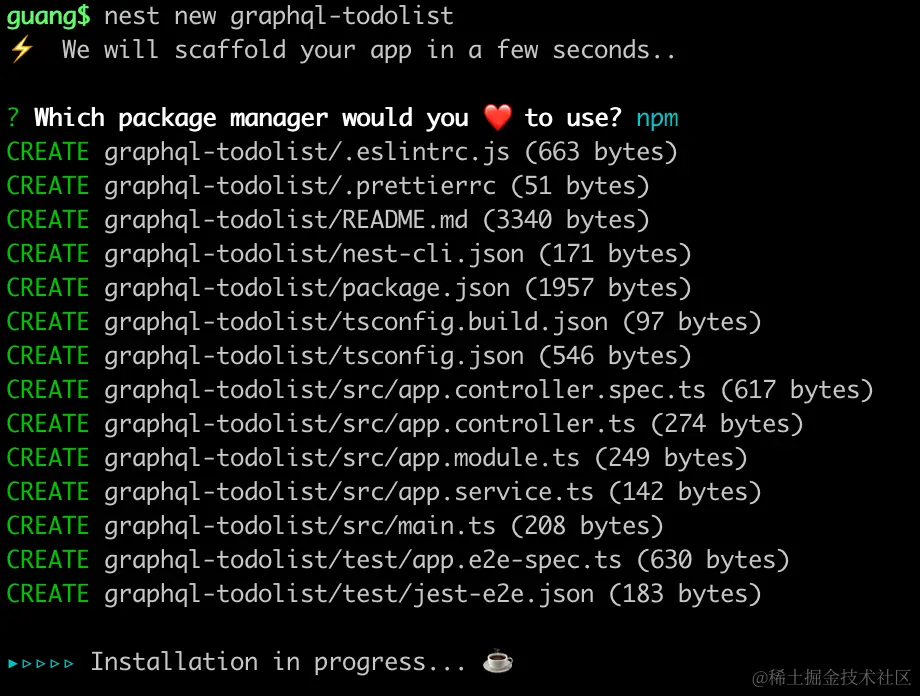 guang$ nest new graphql-todolist
⚡ We will scaffold your app in a few seconds..
? Which package manager would you ❤️ to use? npm
CREATE graphql-todolist/.eslintrc.js (663 bytes)
CREATE graphql-todolist/.prettierrc (51 bytes)
CREATE graphql-todolist/README.md (3340 bytes)
CREATE graphql-todolist/nest-cli.json (171 bytes)
CREATE graphql-todolist/package.json (1957 bytes)
CREATE graphql-todolist/tsconfig.build.json (97 bytes)
CREATE graphql-todolist/tsconfig.json (546 bytes)
CREATE graphql-todolist/src/app.controller.spec.ts (617 bytes)
CREATE graphql-todolist/src/app.controller.ts (274 bytes)
CREATE graphql-todolist/src/app.module.ts (249 bytes)
CREATE graphql-todolist/src/app.service.ts (142 bytes)
CREATE graphql-todolist/src/main.ts (208 bytes)
CREATE graphql-todolist/test/app.e2e-spec.ts (630 bytes)
CREATE graphql-todolist/test/jest-e2e.json (183 bytes)
▸▹▹▹▹ Installation in progress... ☕
@稀土掘金技术社区